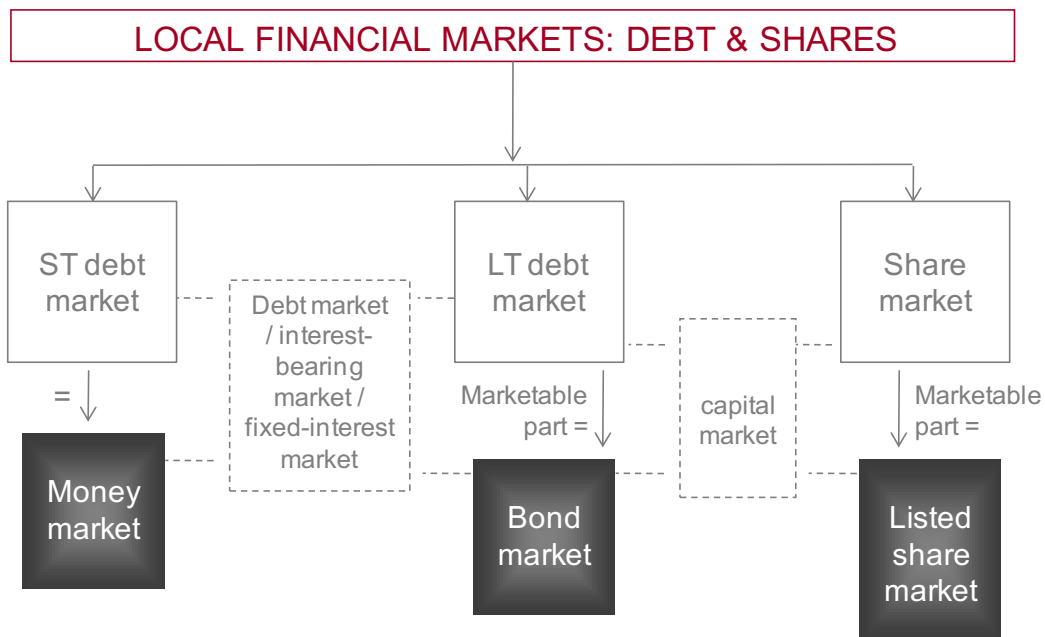 LOCAL FINANCIAL MARKETS: DEBT & SHARES
ST debt
market
LT debt
market
Share
market
Debt market
/ interest-
bearing
market /
fixed-interest
market
capital
market
=
Marketable
part =
Marketable
part =
Money
market
Bond
market
Listed
share
market